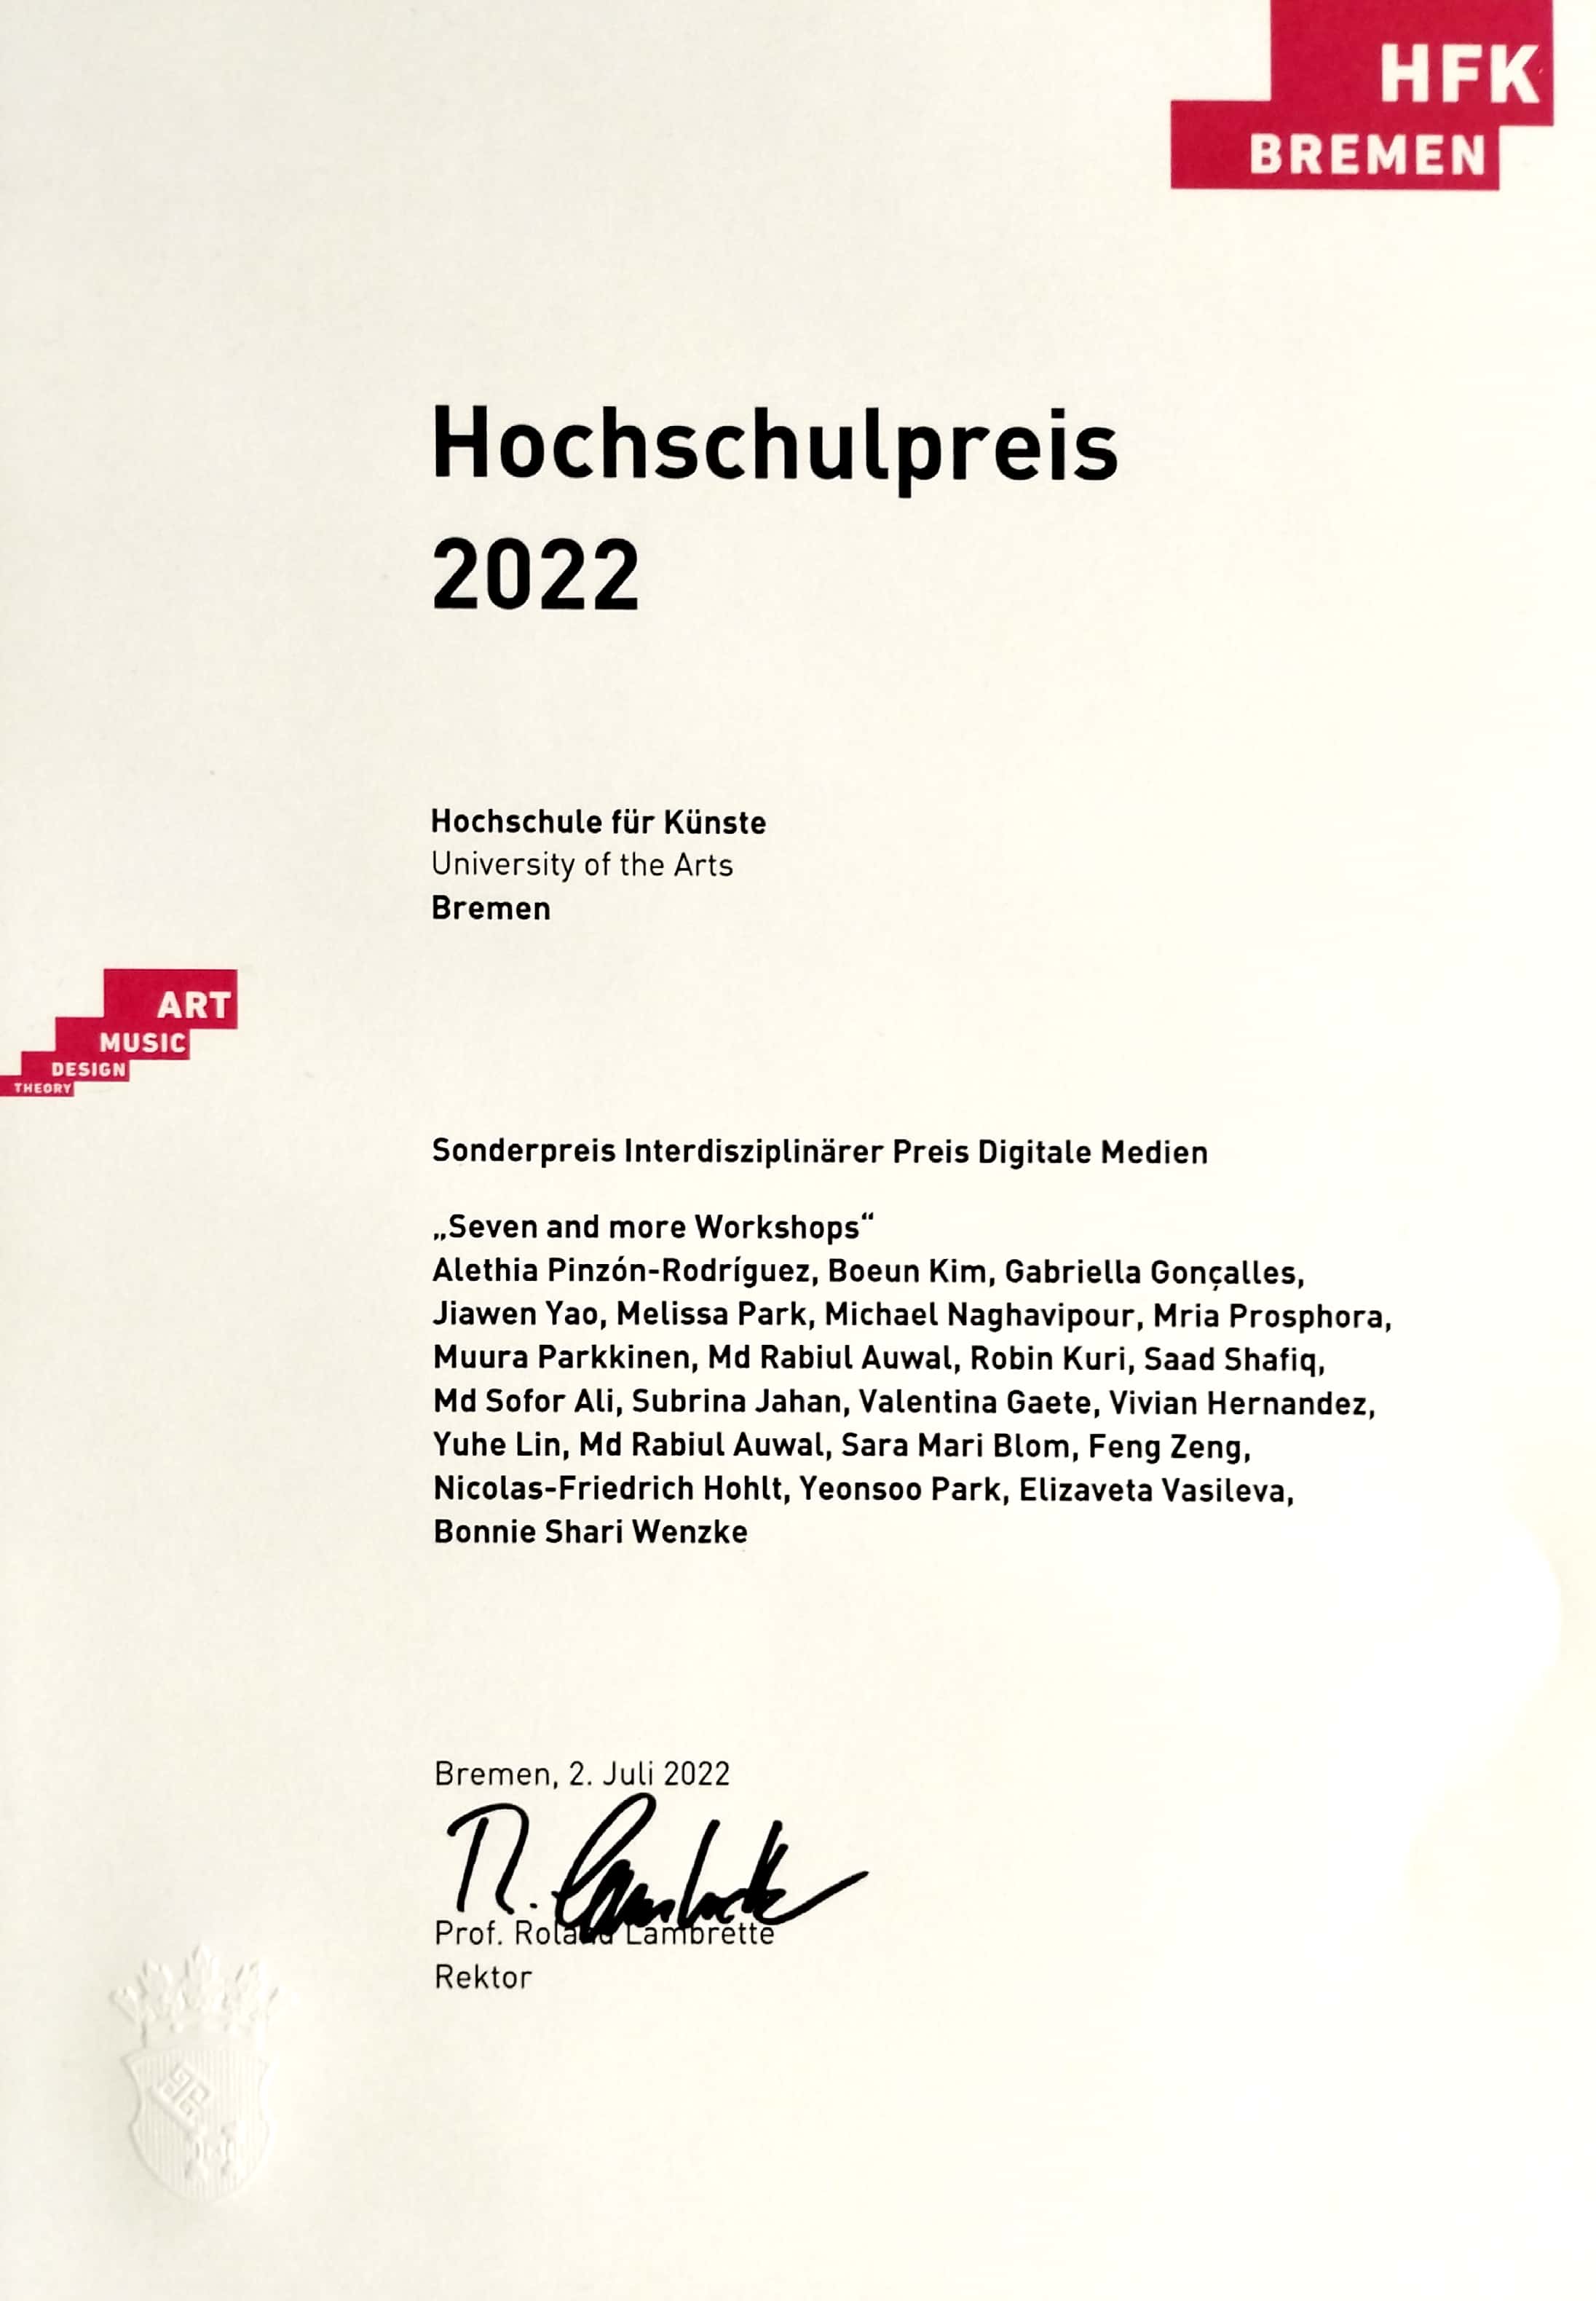 HFK
BREMEN
Hochschulpreis
2022
Hochschule für Künste
University of the Arts
Bremen
ART
MUSIC
DESIGN
THEORY
Sonderpreis Interdisziplinärer Preis Digitale Medien
„Seven and more Workshops“
Alethia Pinzón-Rodríguez, Boeun Kim, Gabriella Gonçalles,
Jiawen Yao, Melissa Park, Michael Naghavipour, Mria Prosphora,
Muura Parkkinen, Md Rabiul Auwal, Robin Kuri, Saad Shafiq,
Md Sofor Ali, Subrina Jahan, Valentina Gaete, Vivian Hernandez,
Yuhe Lin, Md Rabiul Auwal, Sara Mari Blom, Feng Zeng,
Nicolas-Friedrich Hohlt, Yeonsoo Park, Elizaveta Vasileva,
Bonnie Shari Wenzke
Bremen, 2. Juli 2022
R. Lambrette
Prof. Roland Lambrette
Rektor